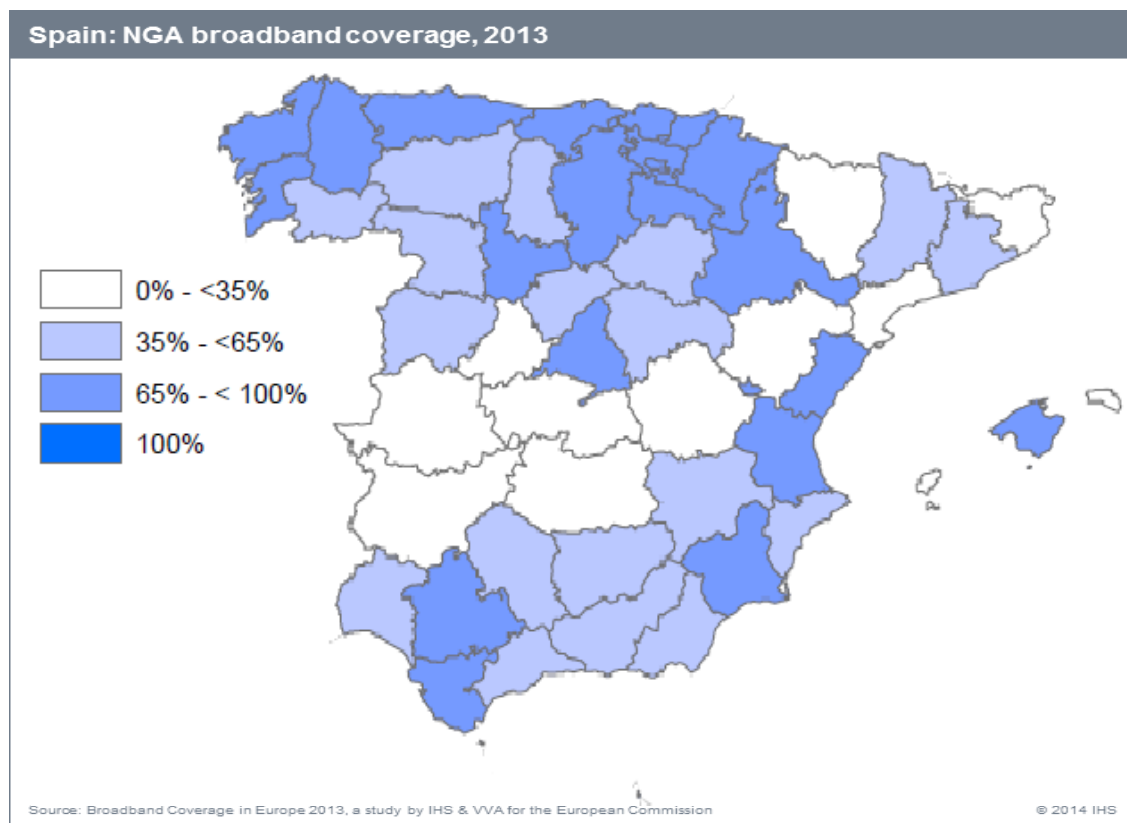 Spain: NGA broadband coverage, 2013
0% - <35%
35% - <65%
65% - < 100%
100%
Source: Broadband Coverage in Europe 2013, a study by IHS & VVA for the European Commission
© 2014 IHS